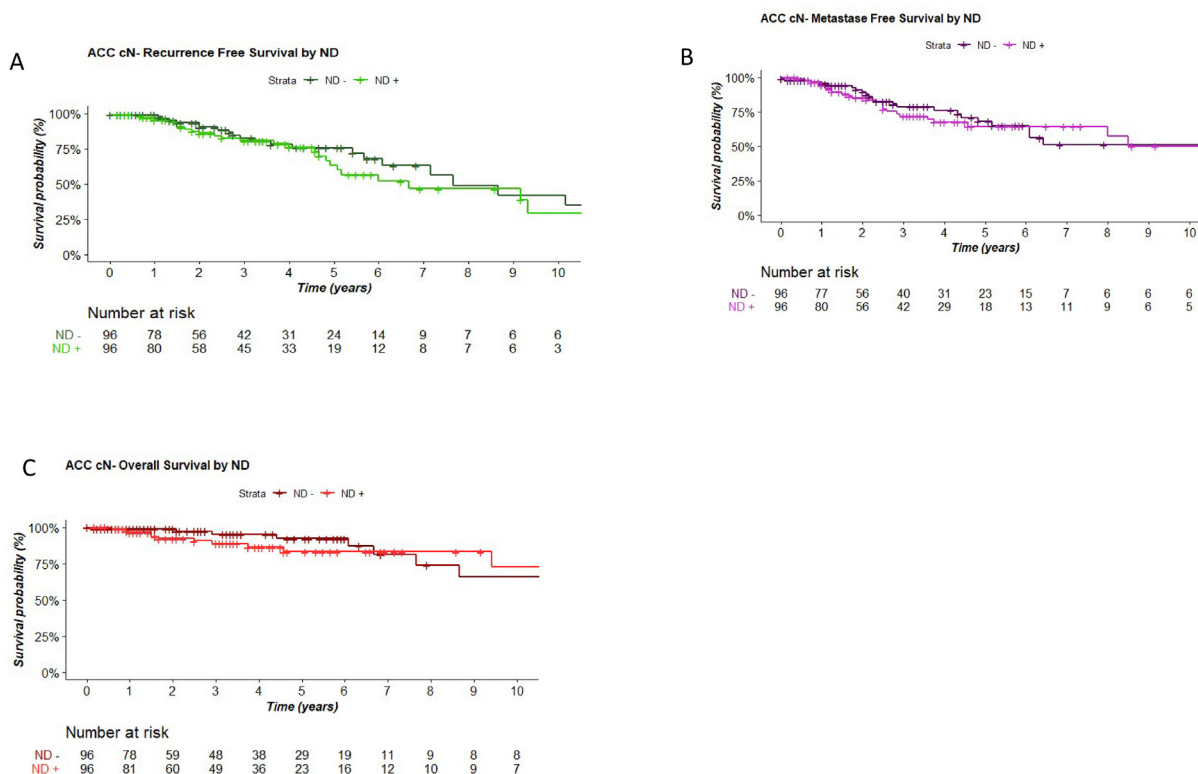 A
ACC cN- Recurrence Free Survival by ND
Strata ND - ND +
100%
75%
50%
25%
0%
Survival probability (%)
0 1 2 3 4 5 6 7 8 9 10
Time (years)
Number at risk
ND - 96 78 56 42 31 24 14 9 7 6 6
ND + 96 80 58 45 33 19 12 8 7 6 3
B
ACC cN- Metastase Free Survival by ND
Strata ND - ND +
100%
75%
50%
25%
0%
Survival probability (%)
0 1 2 3 4 5 6 7 8 9 10
Time (years)
Number at risk
ND - 96 77 56 40 31 23 15 7 6 6 6
ND + 96 80 56 42 29 18 13 11 9 6 5
C
ACC cN- Overall Survival by ND
Strata ND - ND +
100%
75%
50%
25%
0%
Survival probability (%)
0 1 2 3 4 5 6 7 8 9 10
Time (years)
Number at risk
ND - 96 78 59 48 38 29 19 11 9 8 8
ND + 96 81 60 49 36 23 16 12 10 9 7